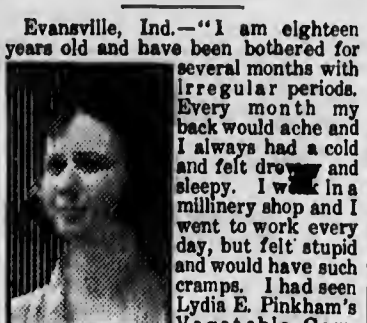 Evansville, Ind.—"I am eighteen
years old and have been bothered for
several months with
irregular periods.
Every month my
back would ache and
I always had a cold
and felt drowsy and
sleepy. I work in a
millinery shop and I
went to work every
day, but felt stupid
and would have such
cramps. I had seen
Lydia E. Pinkham's